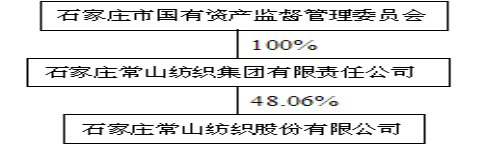 石家庄市国有资产监督管理委员会
100%
石家庄常山纺织集团有限责任公司
48.06%
石家庄常山纺织股份有限公司